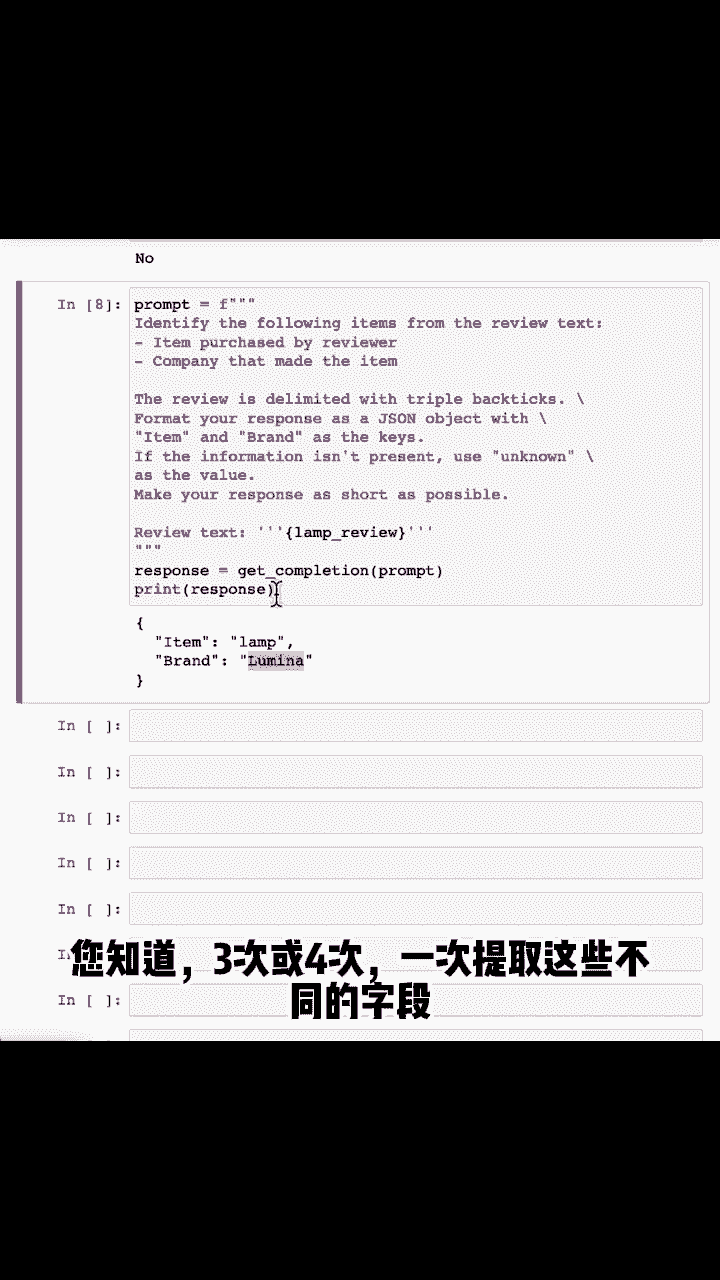 No
In [8]: prompt = f"""
Identify the following items from the review text:
- Item purchased by reviewer
- Company that made the item
The review is delimited with triple backticks. \
Format your response as a JSON object with \
"Item" and "Brand" as the keys.
If the information isn't present, use "unknown" \
as the value.
Make your response as short as possible.
Review text: '''{lamp_review}'''
"""
response = get_completion(prompt)
print(response)
{
"Item": "lamp",
"Brand": "Lumina"
}
In [ ]:
In [ ]:
In [ ]:
In [ ]:
In [ ]:
您知道，3次或4次，一次提取这些不
同的字段
In [ ]: